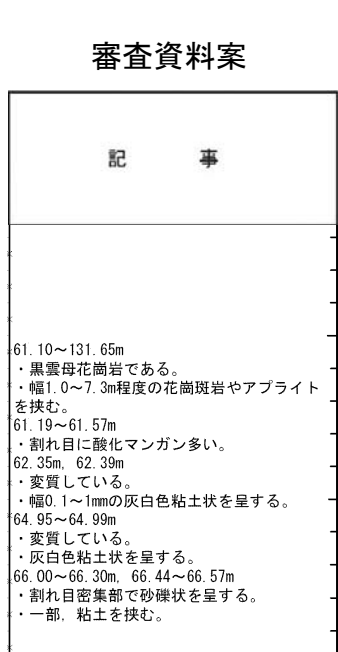 審査資料案
記　事
61.10～131.65m
・黒雲母花崗岩である。
・幅1.0～7.3m程度の花崗斑岩やアプライト
を挟む。
61.19～61.57m
・割れ目に酸化マンガン多い。
62.35m, 62.39m
・変質している。
・幅0.1～1mmの灰白色粘土状を呈する。
64.95～64.99m
・変質している。
・灰白色粘土状を呈する。
66.00～66.30m, 66.44～66.57m
・割れ目密集部で砂礫状を呈する。
・一部, 粘土を挟む。